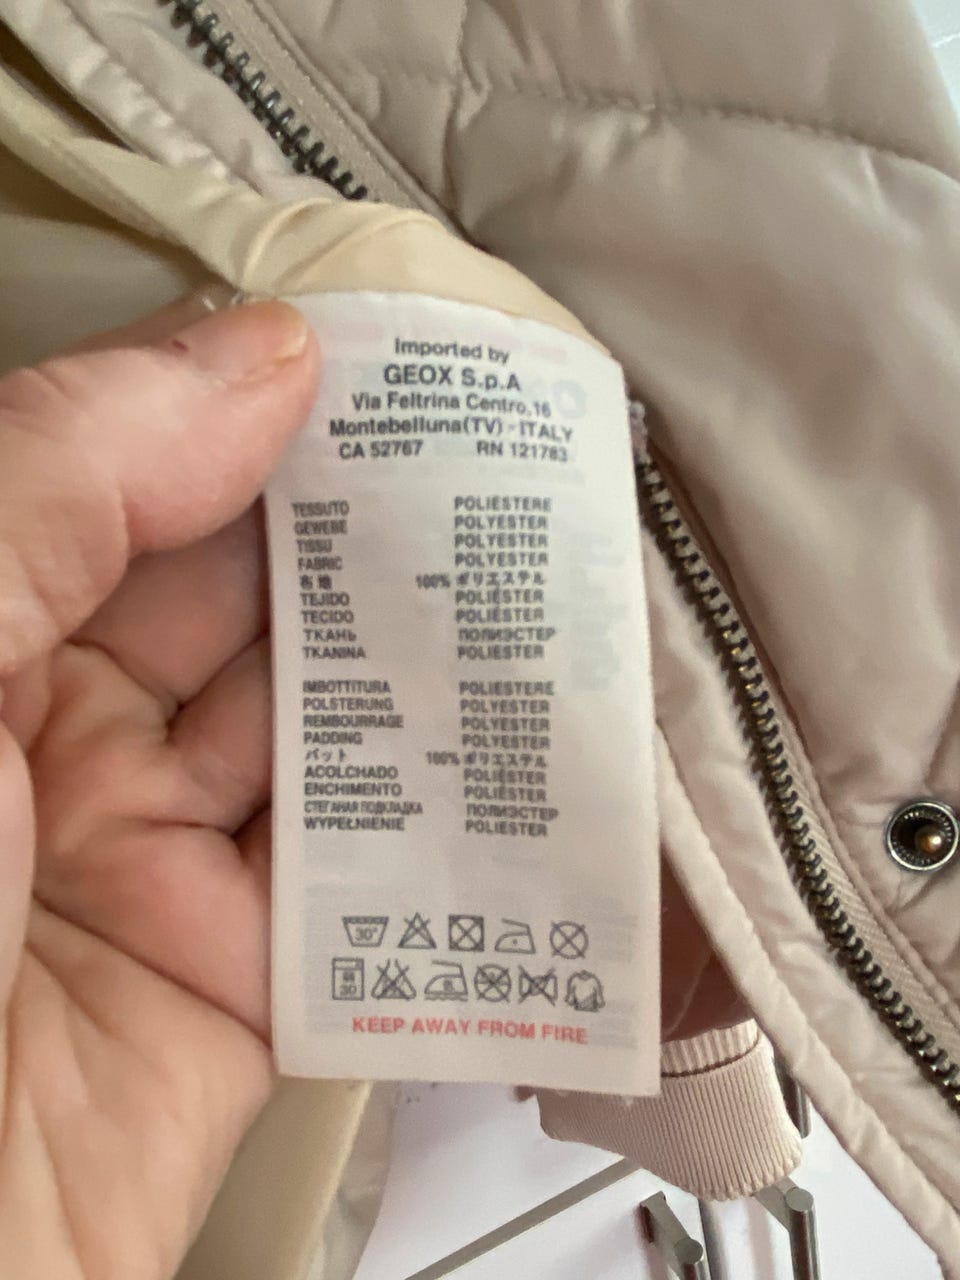 Imported by
GEOX S.p.A
Via Feltrina Centro,16
Montebelluna(TV) - ITALY
CA 52767 RN 121783
TESSUTO POLIESTERE
GEWEBE POLYESTER
TISSU POLYESTER
FABRIC POLYESTER
布地 100% ポリエステル
TEJIDO POLIÉSTER
TECIDO POLIÉSTER
ТКАНЬ ПОЛИЭСТЕР
TKANINA POLIESTER
IMBOTTITURA POLIESTERE
POLSTERUNG POLYESTER
REMBOURRAGE POLYESTER
PADDING POLYESTER
パット 100% ポリエステル
ACOLCHADO POLIÉSTER
ENCHIMENTO POLIÉSTER
СТЕГАНАЯ ПОДКЛАДКА ПОЛИЭСТЕР
WYPEŁNIENIE POLIESTER
30°
弱
30
KEEP AWAY FROM FIRE